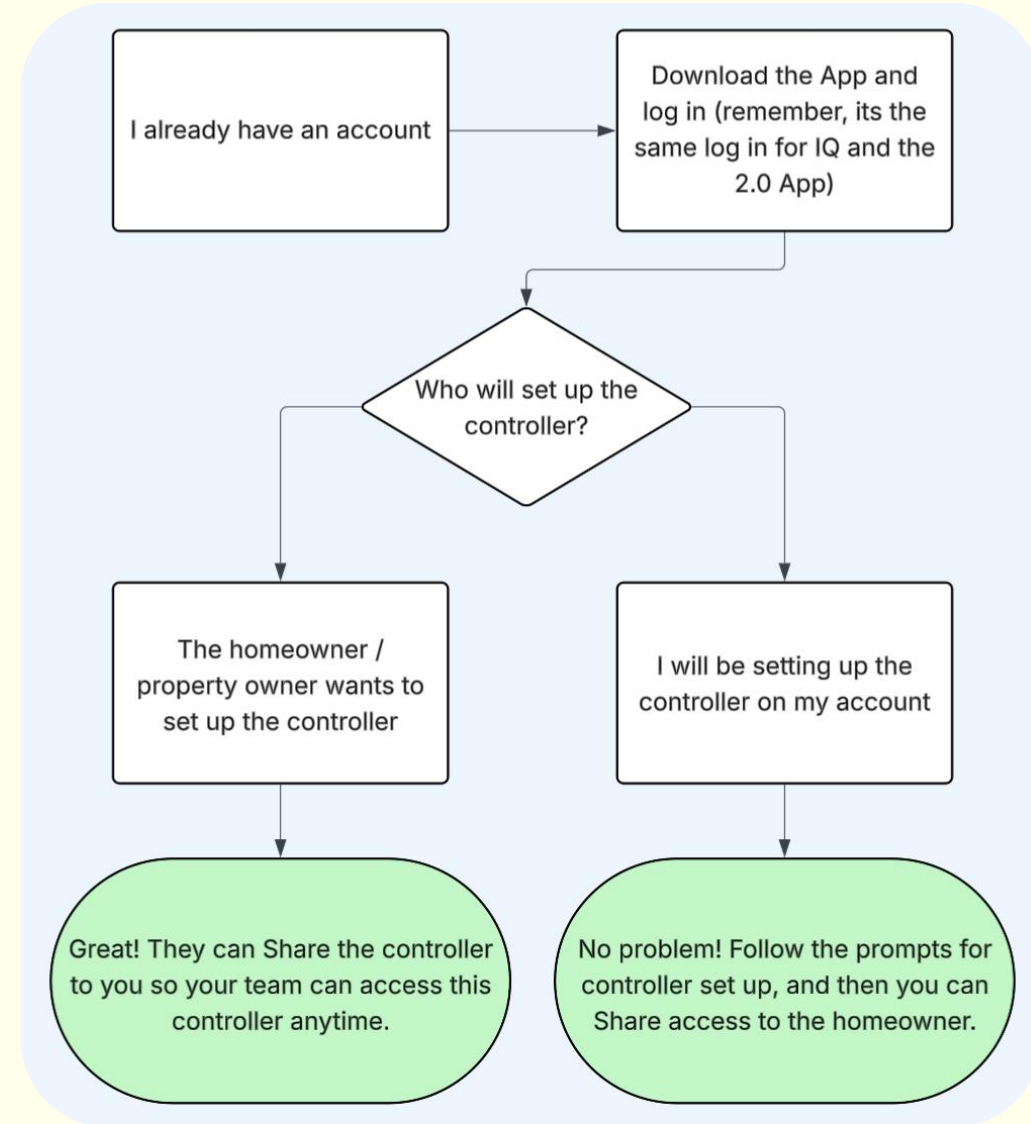 I already have an account
Download the App and
log in (remember, its the
same log in for IQ and the
2.0 App)
Who will set up the
controller?
The homeowner /
property owner wants to
set up the controller
I will be setting up the
controller on my account
Great! They can Share the controller
to you so your team can access this
controller anytime.
No problem! Follow the prompts for
controller set up, and then you can
Share access to the homeowner.